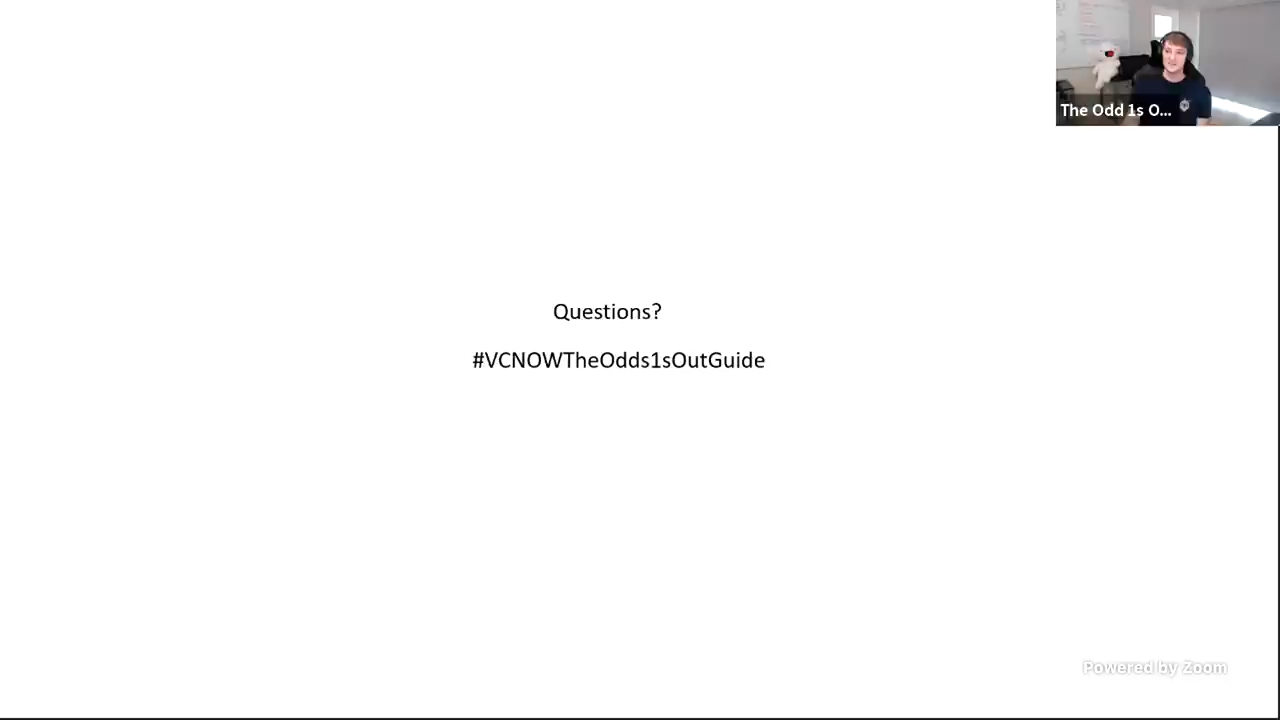 The Odd 1s O...
Questions?
#VCNOWTheOdds1sOutGuide
Powered by Zoom